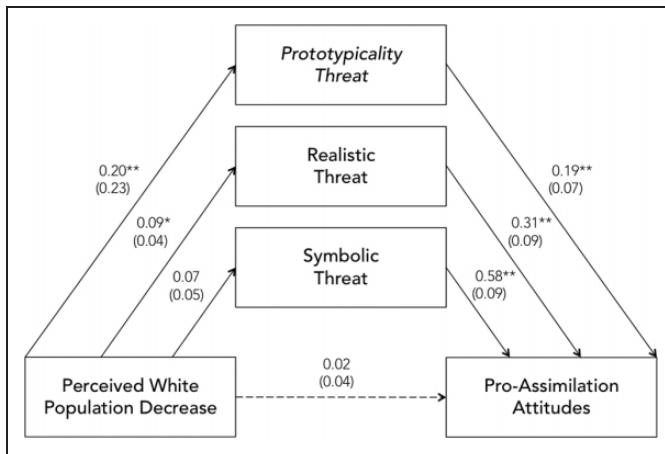 Prototypicality
Threat
0.20**
(0.23)
0.19**
(0.07)
Realistic
Threat
0.09*
(0.04)
0.31**
(0.09)
Symbolic
Threat
0.07
(0.05)
0.58**
(0.09)
Perceived White
Population Decrease
0.02
(0.04)
Pro-Assimilation
Attitudes